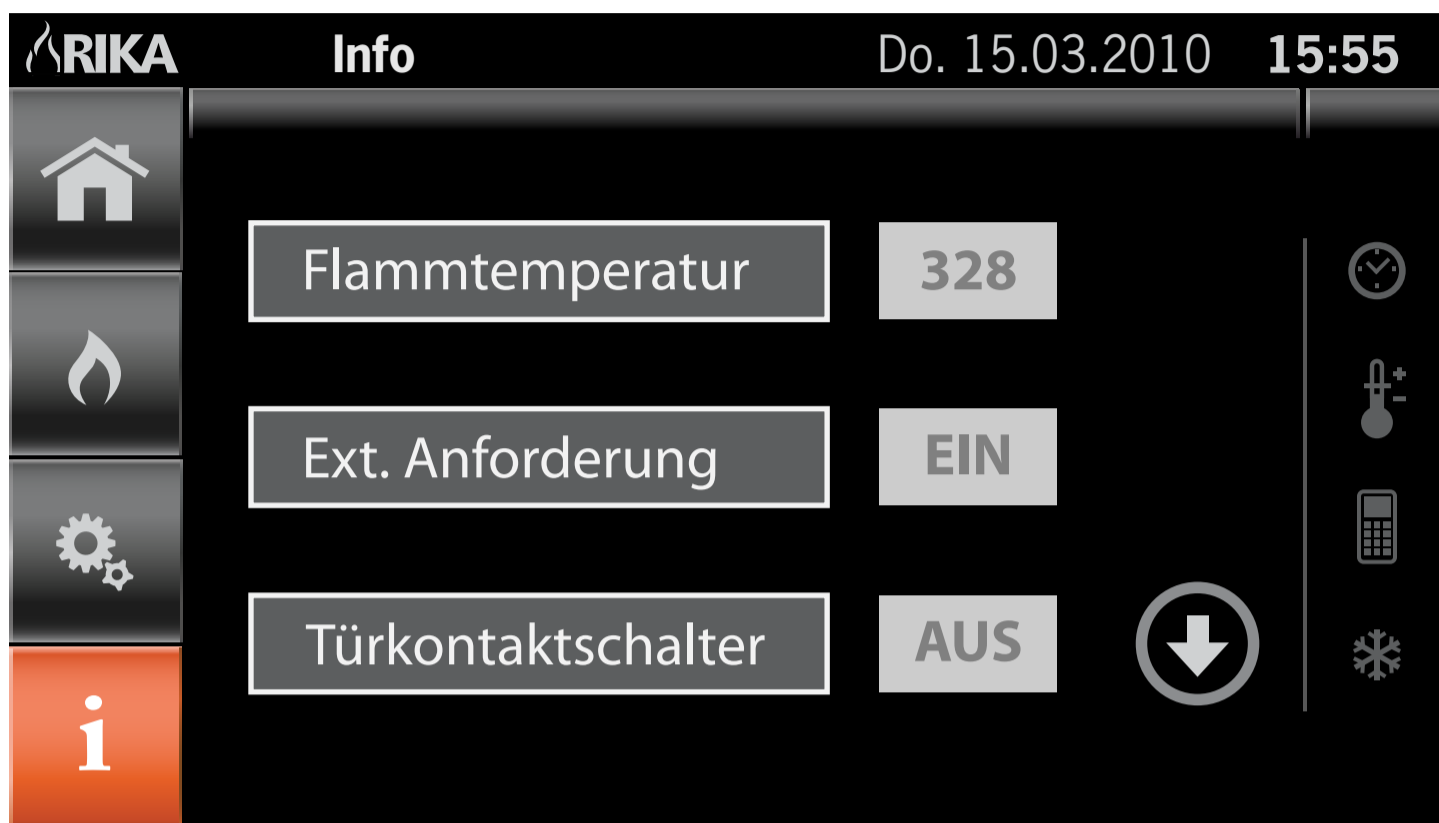 RIKA Info Do. 15.03.2010 15:55
Flammtemperatur 328
Ext. Anforderung EIN
Türkontaktschalter AUS
i